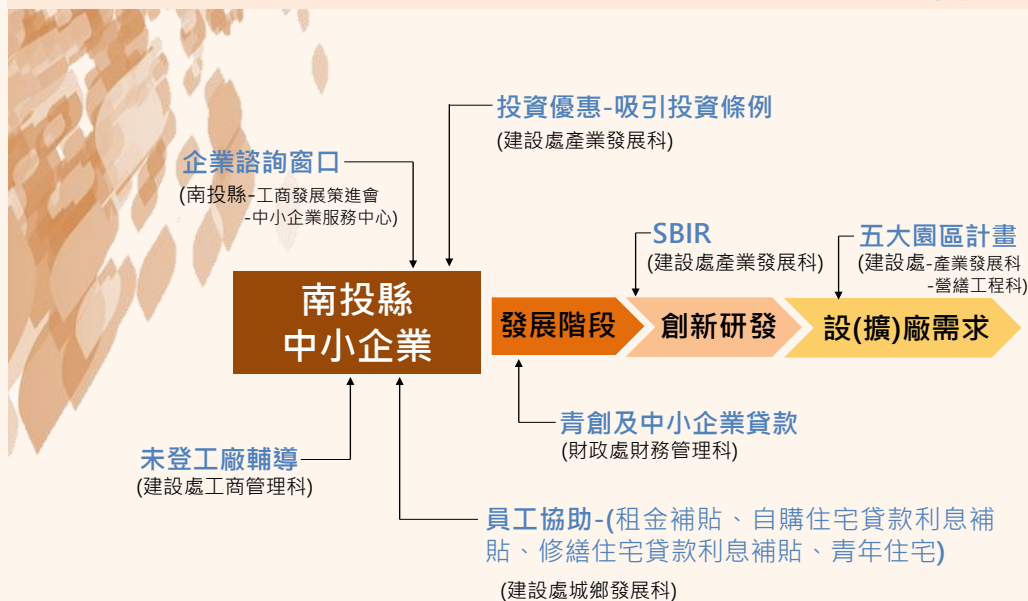 投資優惠-吸引投資條例
(建設處產業發展科)
企業諮詢窗口
(南投縣-工商發展策進會
-中小企業服務中心)
SBIR
(建設處產業發展科)
五大園區計畫
(建設處-產業發展科
-營繕工程科)
南投縣
中小企業
發展階段
創新研發
設(擴)廠需求
青創及中小企業貸款
(財政處財務管理科)
未登工廠輔導
(建設處工商管理科)
員工協助-(租金補貼、自購住宅貸款利息補
貼、修繕住宅貸款利息補貼、青年住宅)
(建設處城鄉發展科)